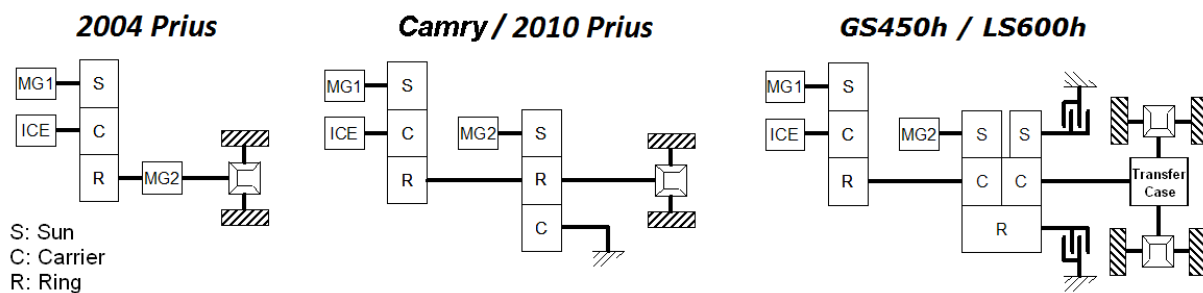 2004 Prius
Camry / 2010 Prius
GS450h / LS600h
MG1
S
ICE
C
R
MG2
MG1
S
ICE
C
R
MG2
S
R
C
MG1
S
ICE
C
R
MG2
S
S
C
C
R
Transfer
Case
S: Sun
C: Carrier
R: Ring